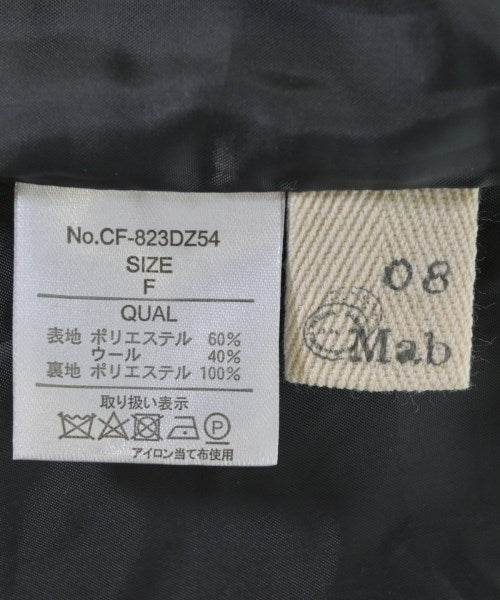 No.CF-823DZ54
SIZE
F
QUAL
表地 ポリエステル 60%
ウール 40%
裏地 ポリエステル 100%
取り扱い表示
P
アイロン当て布使用
08
Mab